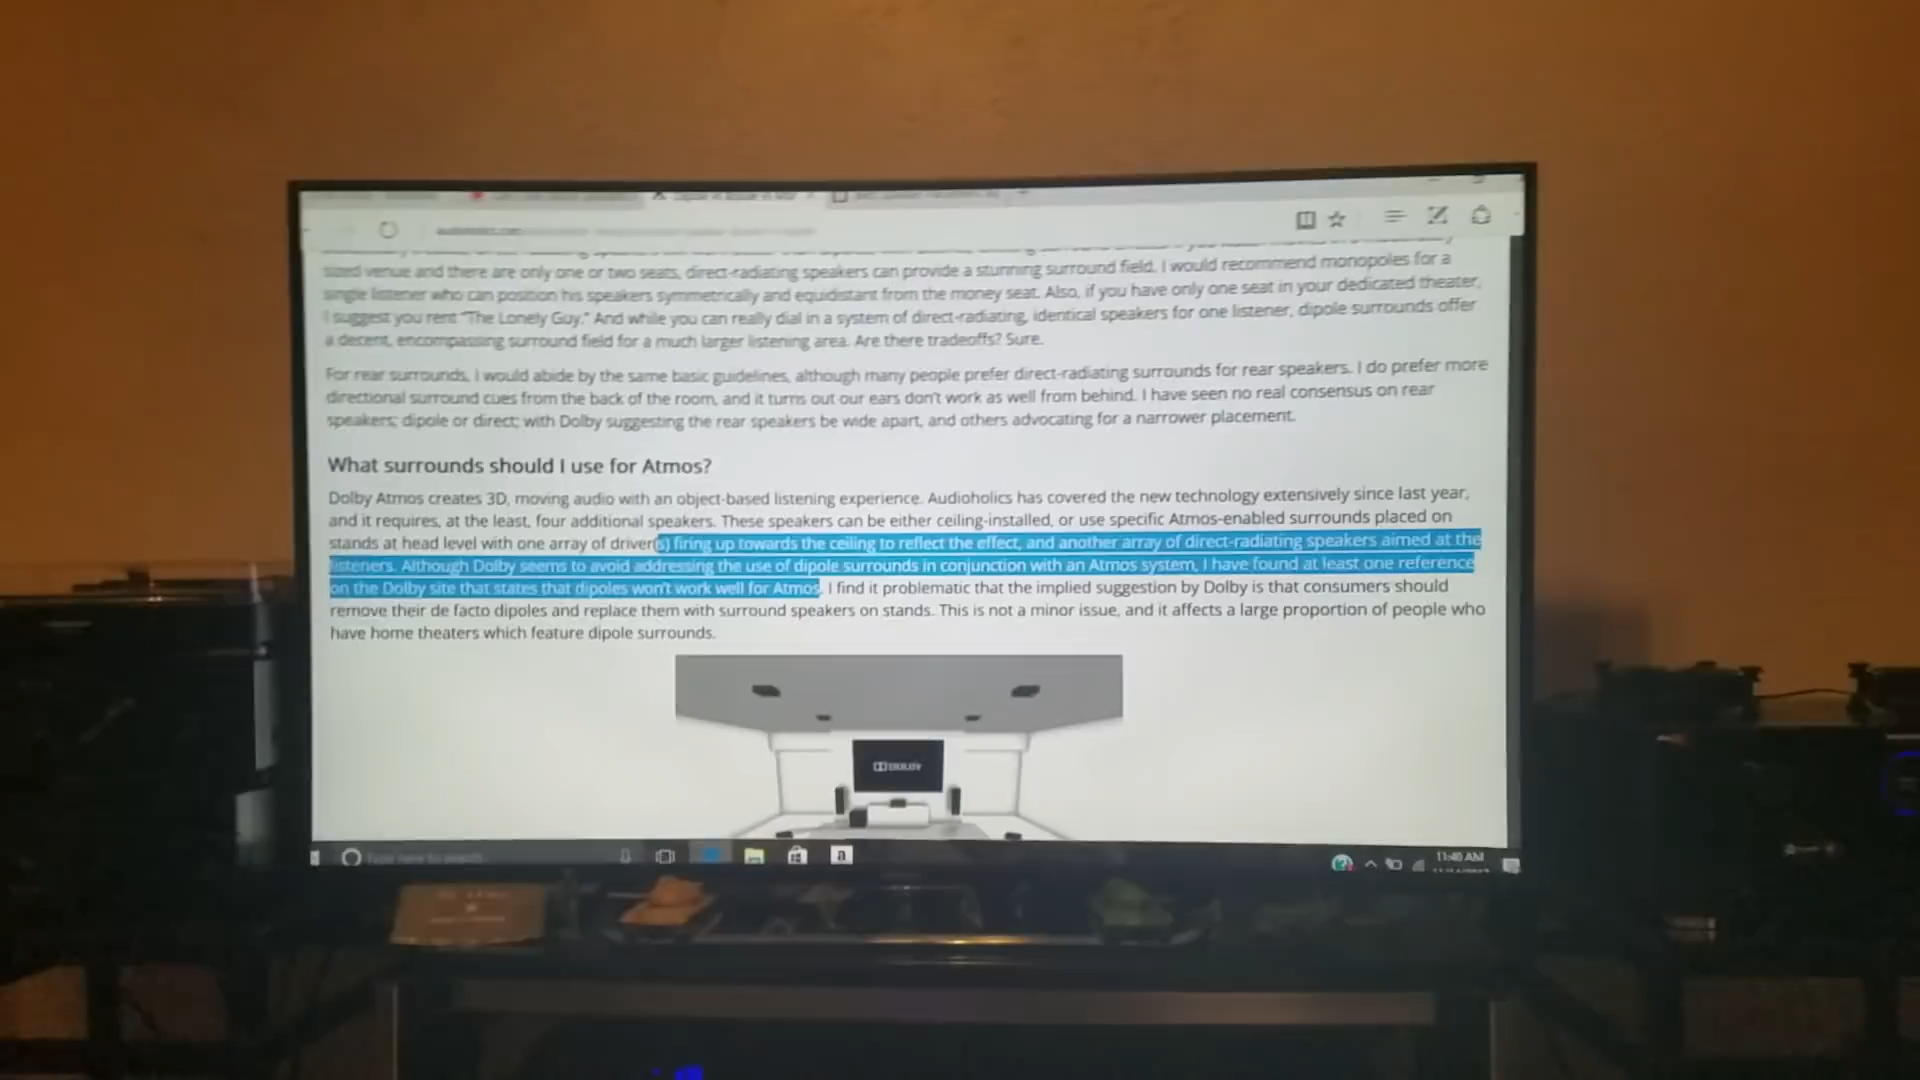 sized venue and there are only one or two seats, direct-radiating speakers can provide a stunning surround field. I would recommend monopoles for a
single listener who can position his speakers symmetrically and equidistant from the money seat. Also, if you have only one seat in your dedicated theater,
I suggest you rent "The Lonely Guy." And while you can really dial in a system of direct-radiating, identical speakers for one listener, dipole surrounds offer
a decent, encompassing surround field for a much larger listening area. Are there tradeoffs? Sure.
For rear surrounds, I would abide by the same basic guidelines, although many people prefer direct-radiating surrounds for rear speakers. I do prefer more
directional surround cues from the back of the room, and it turns out our ears don't work as well from behind. I have seen no real consensus on rear
speakers; dipole or direct; with Dolby suggesting the rear speakers be wide apart, and others advocating for a narrower placement.
What surrounds should I use for Atmos?
Dolby Atmos creates 3D, moving audio with an object-based listening experience. Audioholics has covered the new technology extensively since last year,
and it requires, at the least, four additional speakers. These speakers can be either ceiling-installed, or use specific Atmos-enabled surrounds placed on
stands at head level with one array of driver(s) firing up towards the ceiling to reflect the effect, and another array of direct-radiating speakers aimed at the
listeners. Although Dolby seems to avoid addressing the use of dipole surrounds in conjunction with an Atmos system, I have found at least one reference
on the Dolby site that states that dipoles won't work well for Atmos. I find it problematic that the implied suggestion by Dolby is that consumers should
remove their de facto dipoles and replace them with surround speakers on stands. This is not a minor issue, and it affects a large proportion of people who
have home theaters which feature dipole surrounds.
DOLBY
Type here to search
a
11:40 AM